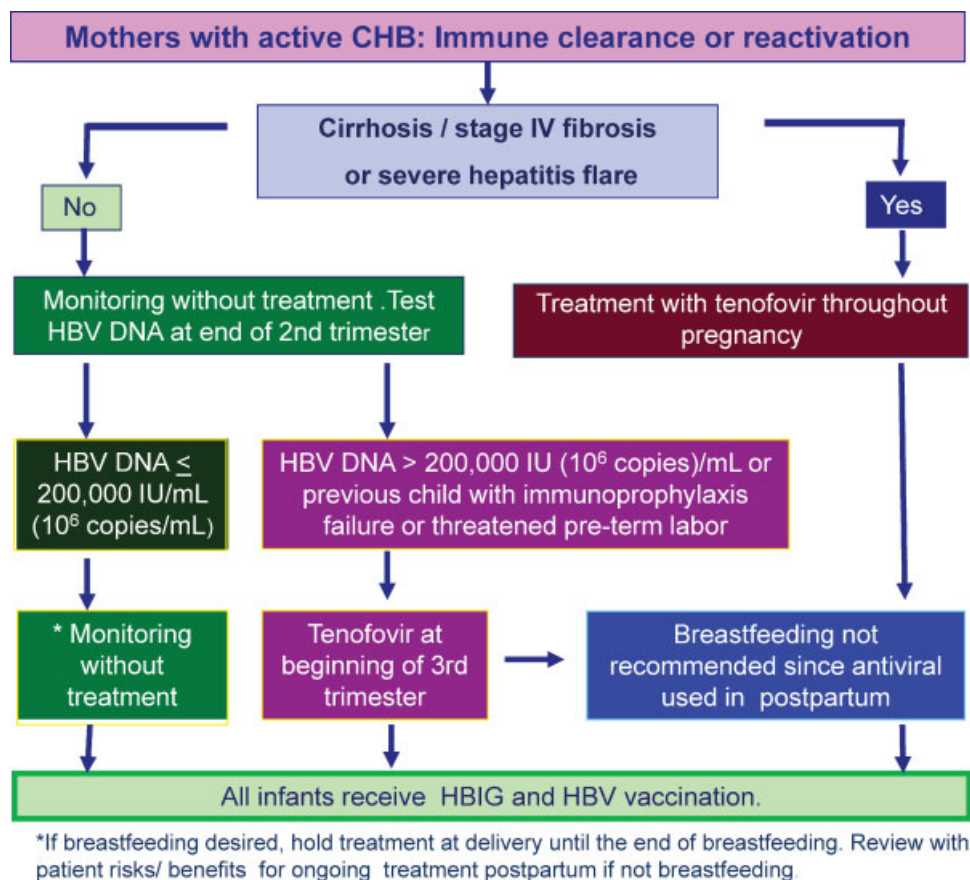 Mothers with active CHB: Immune clearance or reactivation
Cirrhosis / stage IV fibrosis
or severe hepatitis flare
No
Yes
Monitoring without treatment .Test
HBV DNA at end of 2nd trimester
Treatment with tenofovir throughout
pregnancy
HBV DNA ≤
200,000 IU/mL
(10⁶ copies/mL)
HBV DNA > 200,000 IU (10⁶ copies)/mL or
previous child with immunoprophylaxis
failure or threatened pre-term labor
* Monitoring
without
treatment
Tenofovir at
beginning of 3rd
trimester
Breastfeeding not
recommended since antiviral
used in postpartum
All infants receive HBIG and HBV vaccination.
*If breastfeeding desired, hold treatment at delivery until the end of breastfeeding. Review with
patient risks/ benefits for ongoing treatment postpartum if not breastfeeding.